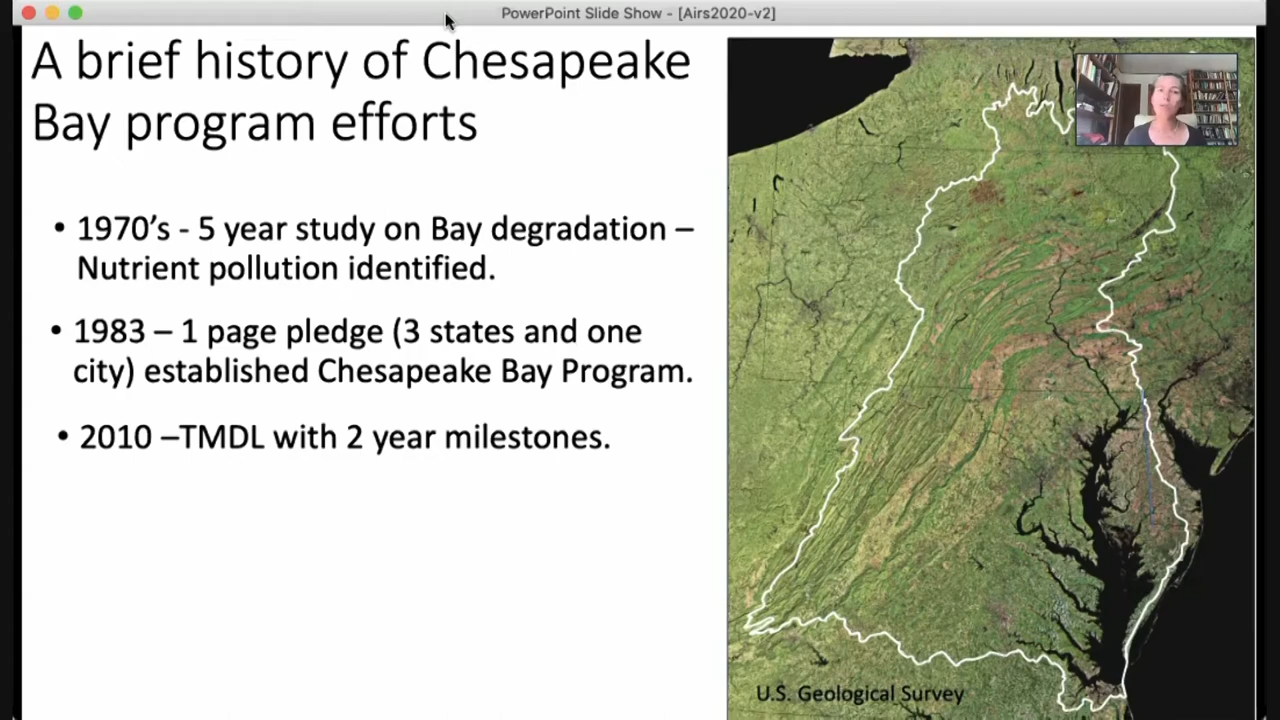 PowerPoint Slide Show - [Airs2020-v2]
A brief history of Chesapeake
Bay program efforts
• 1970’s - 5 year study on Bay degradation –
Nutrient pollution identified.
• 1983 – 1 page pledge (3 states and one
city) established Chesapeake Bay Program.
• 2010 –TMDL with 2 year milestones.
U.S. Geological Survey